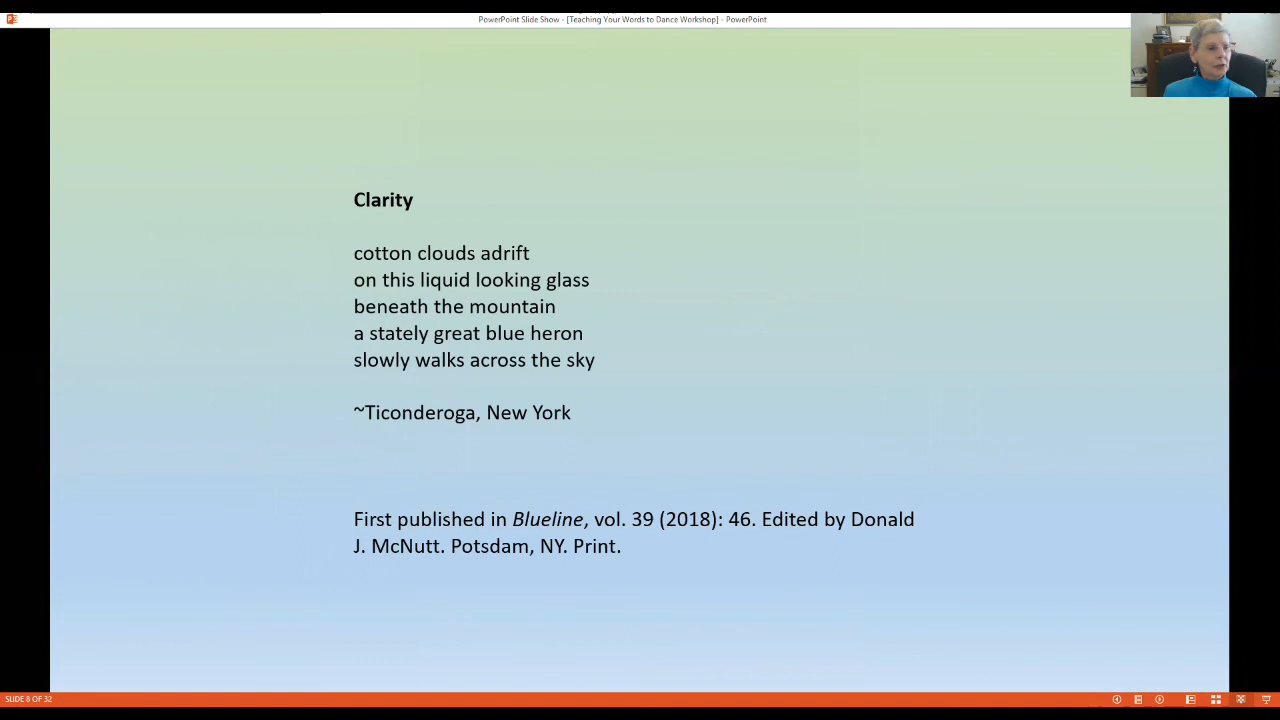 PowerPoint Slide Show - [Teaching Your Words to Dance Workshop] - PowerPoint
Clarity
cotton clouds adrift
on this liquid looking glass
beneath the mountain
a stately great blue heron
slowly walks across the sky
~Ticonderoga, New York
First published in Blueline, vol. 39 (2018): 46. Edited by Donald
J. McNutt. Potsdam, NY. Print.
SLIDE 8 OF 32